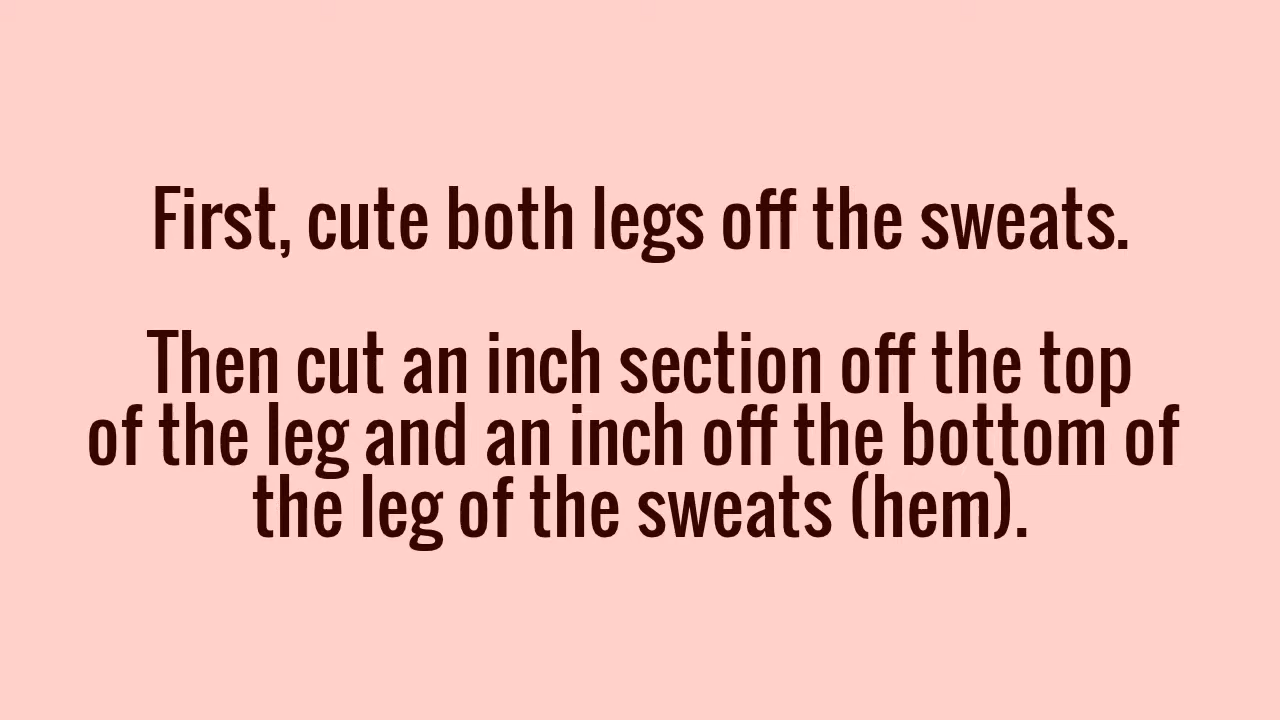 First, cute both legs off the sweats.
Then cut an inch section off the top
of the leg and an inch off the bottom of
the leg of the sweats (hem).